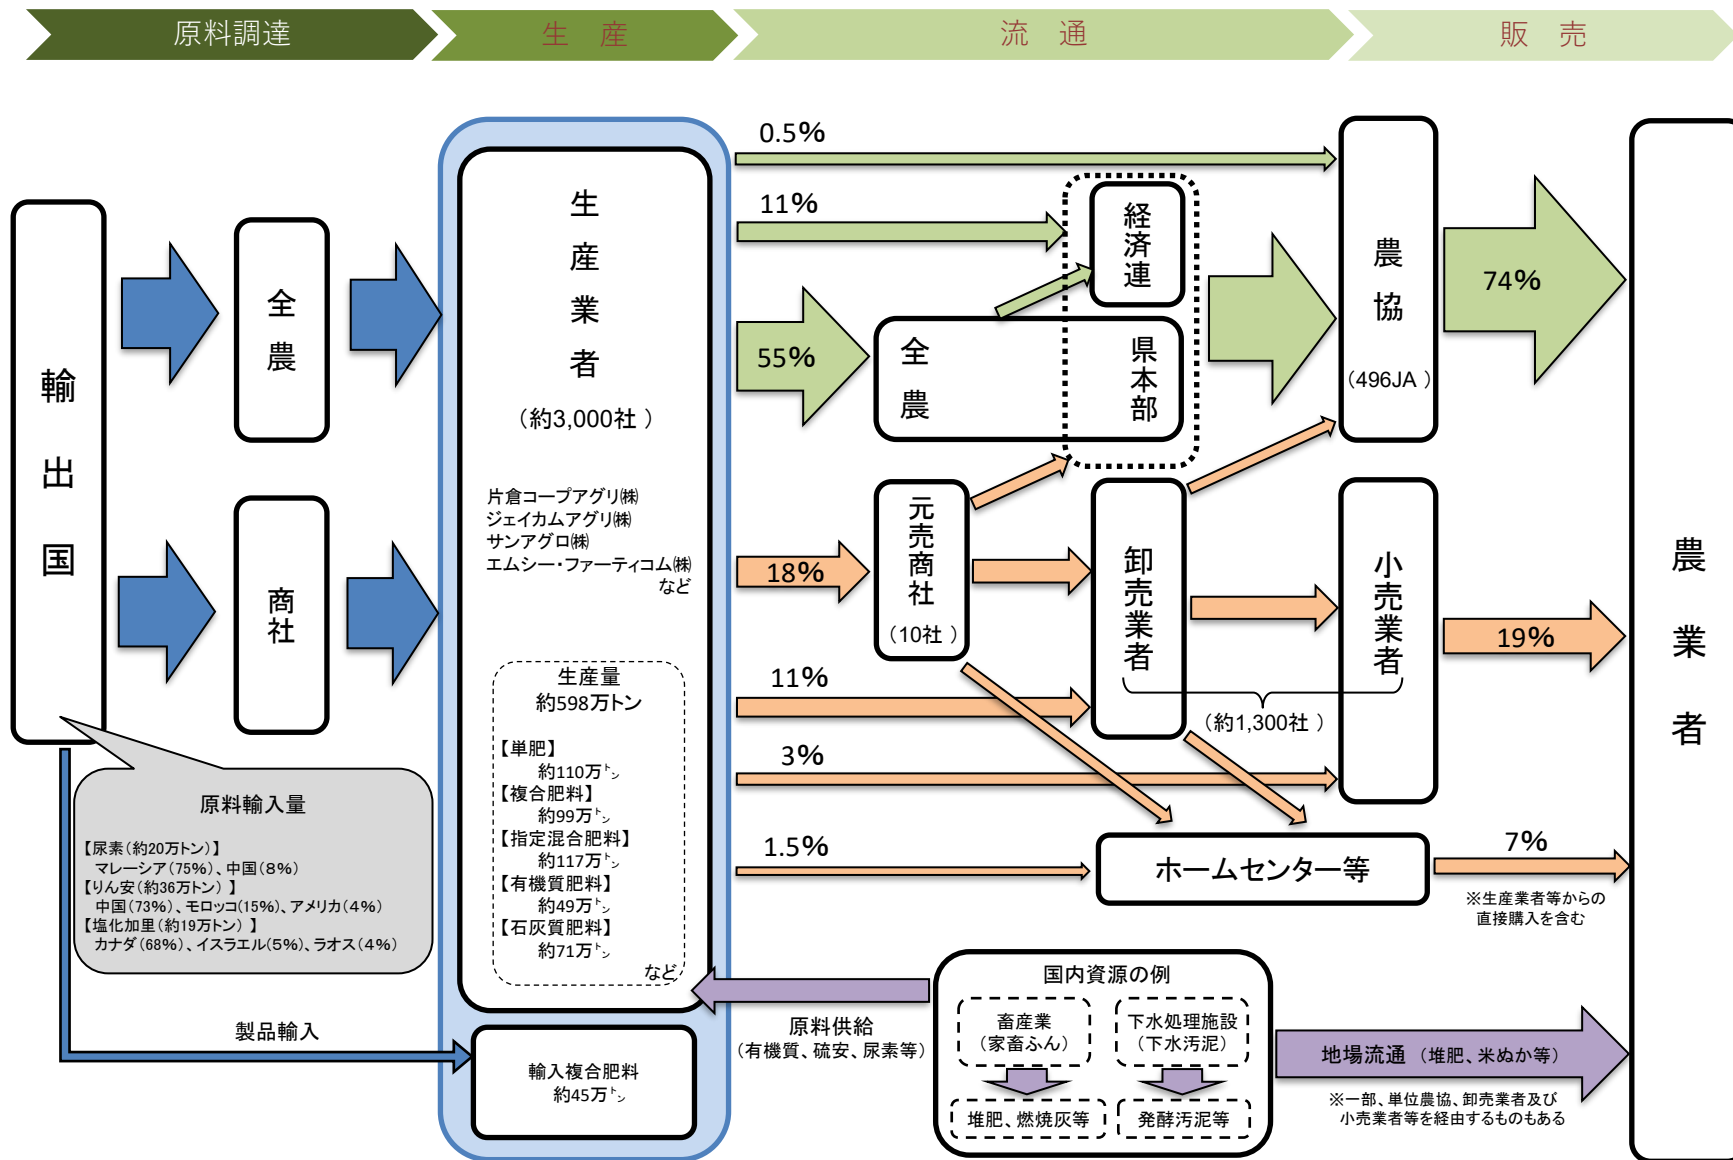 原料調達
生 産
流 通
販 売
輸出国
全農
商社
生産業者
（約3,000社 ）
片倉コープアグリ㈱
ジェイカムアグリ㈱
サンアグロ㈱
エムシー・ファーティコム㈱
など
生産量
約598万トン
【単肥】
約110万㌧
【複合肥料】
約99万㌧
【指定混合肥料】
約117万㌧
【有機質肥料】
約49万㌧
【石灰質肥料】
約71万㌧
など
輸入複合肥料
約45万㌧
原料輸入量
【尿素（約20万トン）】
マレーシア（75%）、中国（8%）
【りん安（約36万トン） 】
中国（73%）、モロッコ（15%）、アメリカ（4%）
【塩化加里（約19万トン） 】
カナダ（68%）、イスラエル（5%）、ラオス（4%）
製品輸入
0.5%
11%
55%
18%
11%
3%
1.5%
経済連
全農
県本部
元売商社
（10社 ）
卸売業者
小売業者
（約1,300社 ）
農協
（496JA ）
ホームセンター等
74%
19%
7%
※生産業者等からの
直接購入を含む
農業者
原料供給
（有機質、硫安、尿素等）
国内資源の例
畜産業
（家畜ふん）
下水処理施設
（下水汚泥）
堆肥、燃焼灰等
発酵汚泥等
地場流通 （堆肥、米ぬか等）
※一部、単位農協、卸売業者及び
小売業者等を経由するものもある